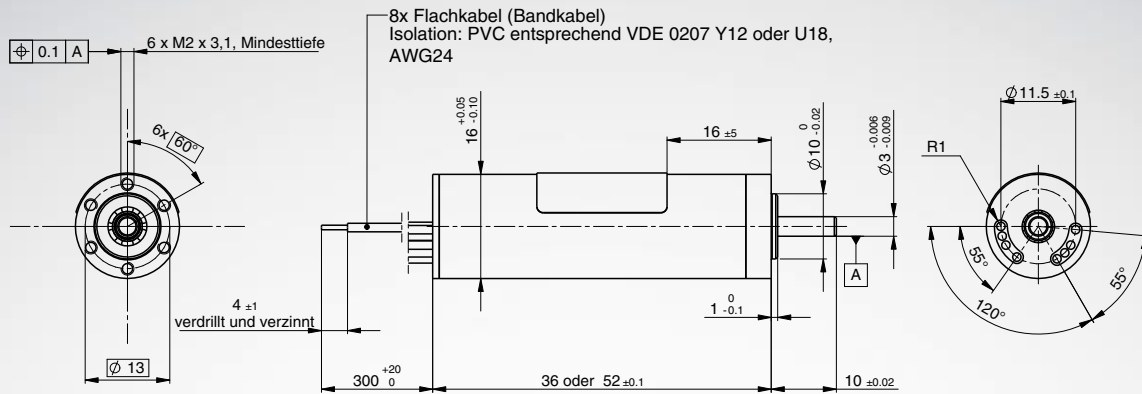 8x Flachkabel (Bandkabel)
Isolation: PVC entsprechend VDE 0207 Y12 oder U18,
AWG24
⌖ 0.1 A
6 x M2 x 3,1, Mindesttiefe
6x 60°
16 +0.05 -0.10
16 ±5
Ø10 0 -0.02
Ø3 -0.006 -0.009
Ø11.5 ±0.1
R1
A
55°
55°
120°
4 ±1
verdrillt und verzinnt
1 0 -0.1
Ø 13
300 +20 0
36 oder 52 ±0.1
10 ±0.02